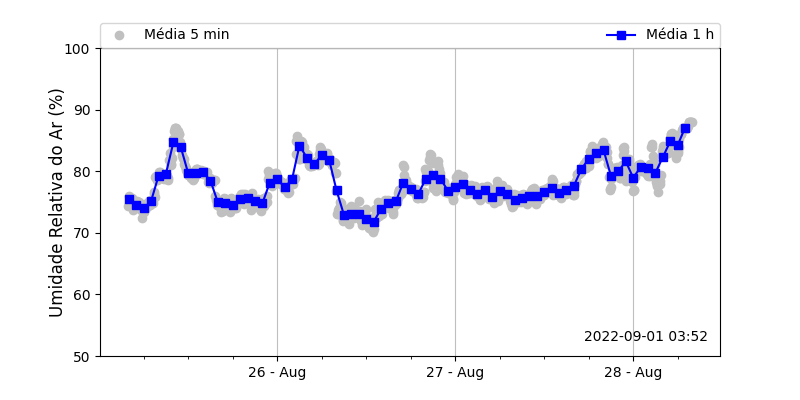 Média 5 min
Média 1 h
100
90
80
70
60
50
Umidade Relativa do Ar (%)
2022-09-01 03:52
26 - Aug
27 - Aug
28 - Aug